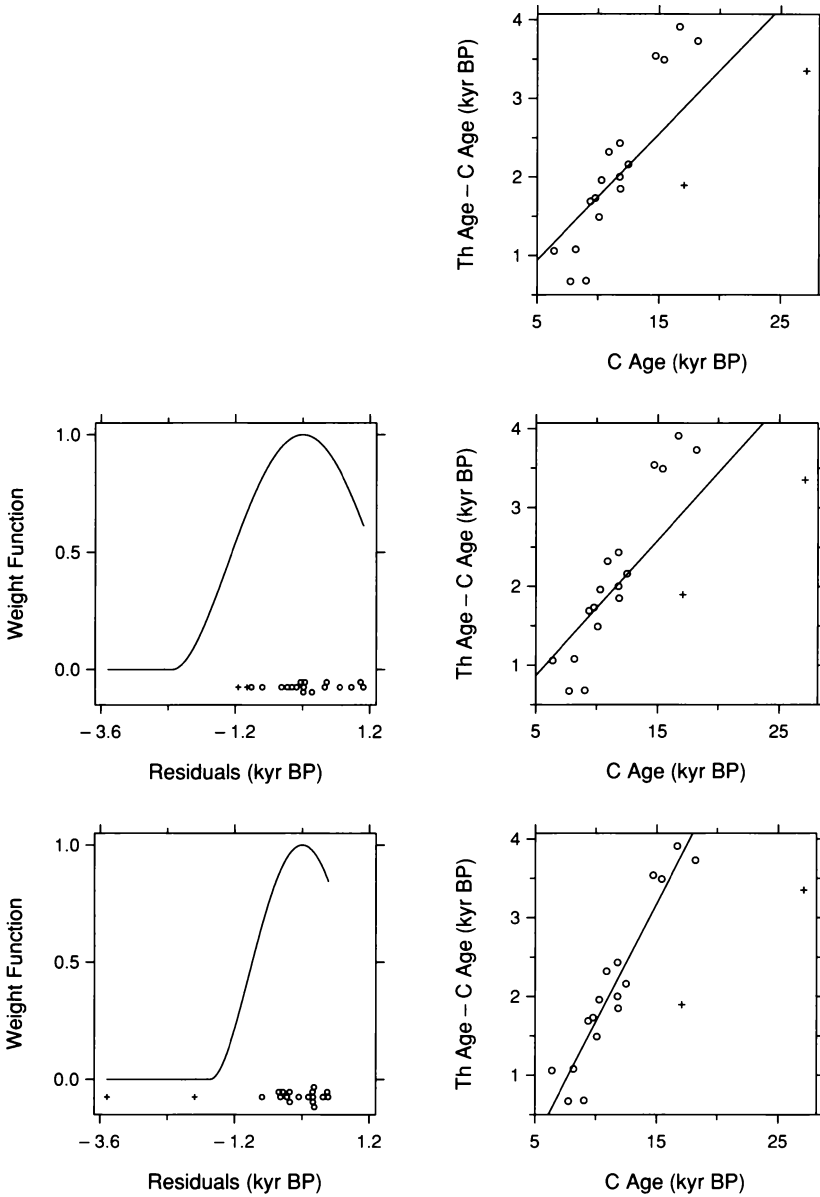 Th Age – C Age (kyr BP)
4
3
2
1
5 15 25
C Age (kyr BP)
Weight Function
1.0
0.5
0.0
– 3.6 – 1.2 1.2
Residuals (kyr BP)
Th Age – C Age (kyr BP)
4
3
2
1
5 15 25
C Age (kyr BP)
Weight Function
1.0
0.5
0.0
– 3.6 – 1.2 1.2
Residuals (kyr BP)
Th Age – C Age (kyr BP)
4
3
2
1
5 15 25
C Age (kyr BP)